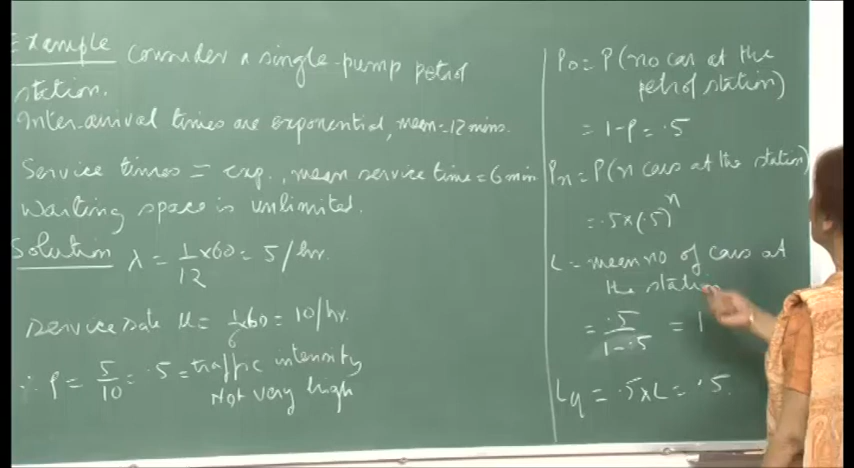 Example Consider a single-pump petrol
station.
Inter-arrival times are exponential, mean = 12 mins.
Service times = exp., mean service time = 6 min
Waiting space is unlimited.
Solution λ = 1/12 × 60 = 5/hr.
Service rate μ = 1/6 × 60 = 10/hr.
∴ ρ = 5/10 = .5 = traffic intensity
Not very high
P₀ = P(no car at the
petrol station)
= 1-ρ = .5
Pn = P(n cars at the station)
= .5×(.5)ⁿ
L = mean no of cars at
the station
= .5/1-.5 = 1
Lq = .5×L = .5.